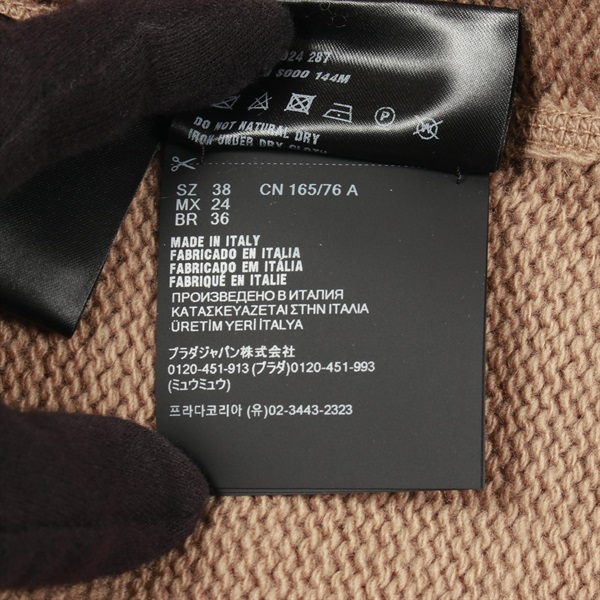 024 287
SODO 144M
DO NOT NATURAL DRY
IRON UNDER DRY CLOTH
SZ 38 CN 165/76 A
MX 24
BR 36
MADE IN ITALY
FABRICADO EN ITALIA
FABRICADO EM ITÁLIA
FABRIQUÉ EN ITALIE
ПРОИЗВЕДЕНО В ИТАЛИЯ
ΚΑΤΑΣΚΕΥΑΖΕΤΑΙ ΣΤΗΝ ΙΤΑΛΙΑ
ÜRETİM YERİ İTALYA
プラダジャパン株式会社
0120-451-913 (プラダ) 0120-451-993
(ミュウミュウ)
프라다코리아 (유)02-3443-2323